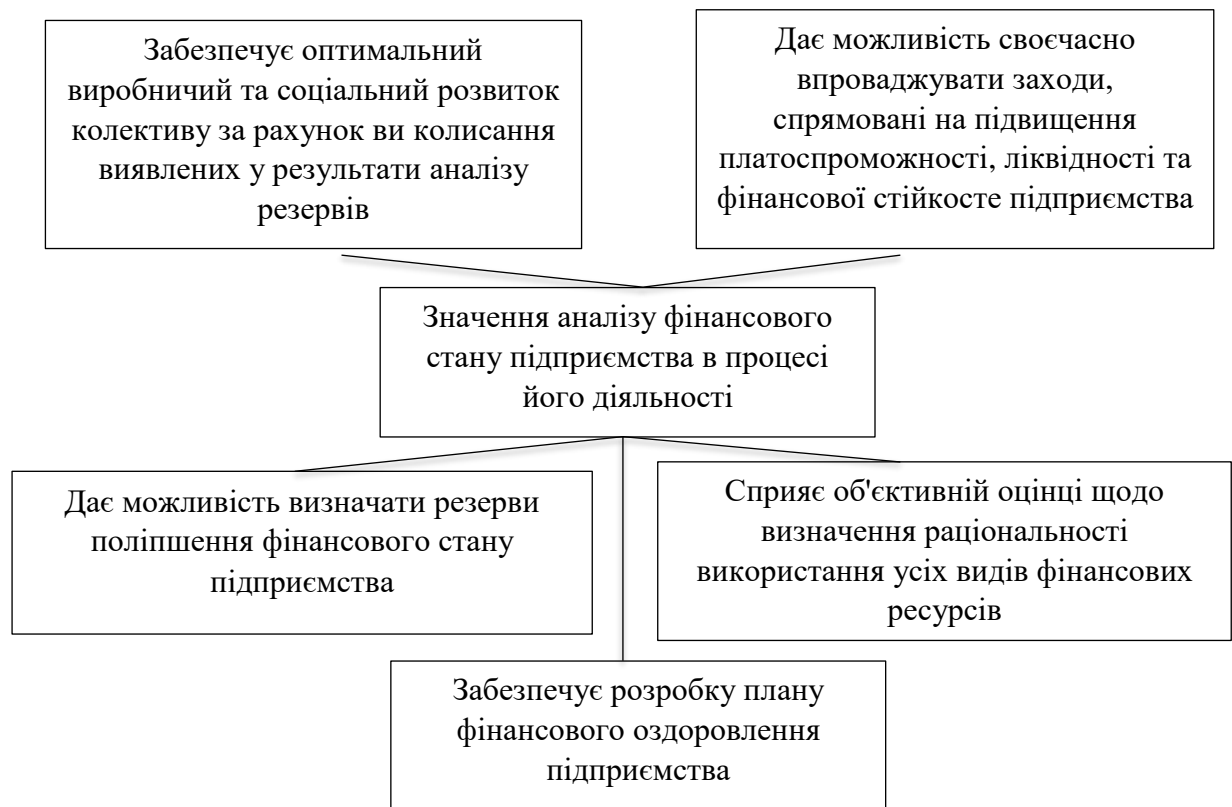 Забезпечує оптимальний
виробничий та соціальний розвиток
колективу за рахунок ви колисання
виявлених у результати аналізу
резервів
Дає можливість своєчасно
впроваджувати заходи,
спрямовані на підвищення
платоспроможності, ліквідності та
фінансової стійкосте підприємства
Значення аналізу фінансового
стану підприємства в процесі
його діяльності
Дає можливість визначати резерви
поліпшення фінансового стану
підприємства
Сприяє об'єктивній оцінці щодо
визначення раціональності
використання усіх видів фінансових
ресурсів
Забезпечує розробку плану
фінансового оздоровлення
підприємства